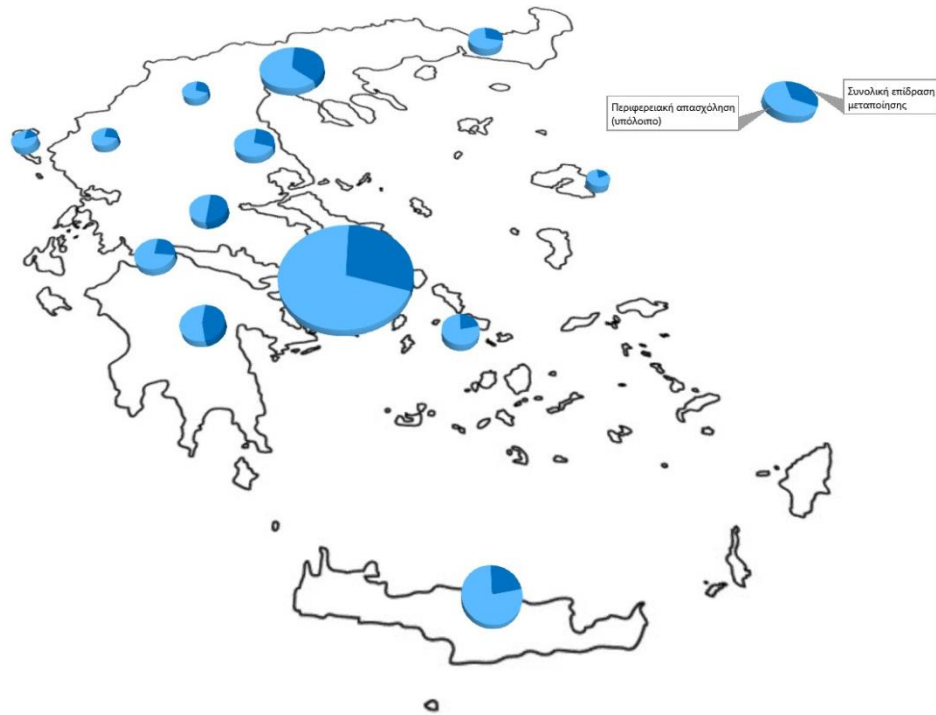 Περιφερειακή απασχόληση
(υπόλοιπο)
Συνολική επίδραση
μεταποίησης